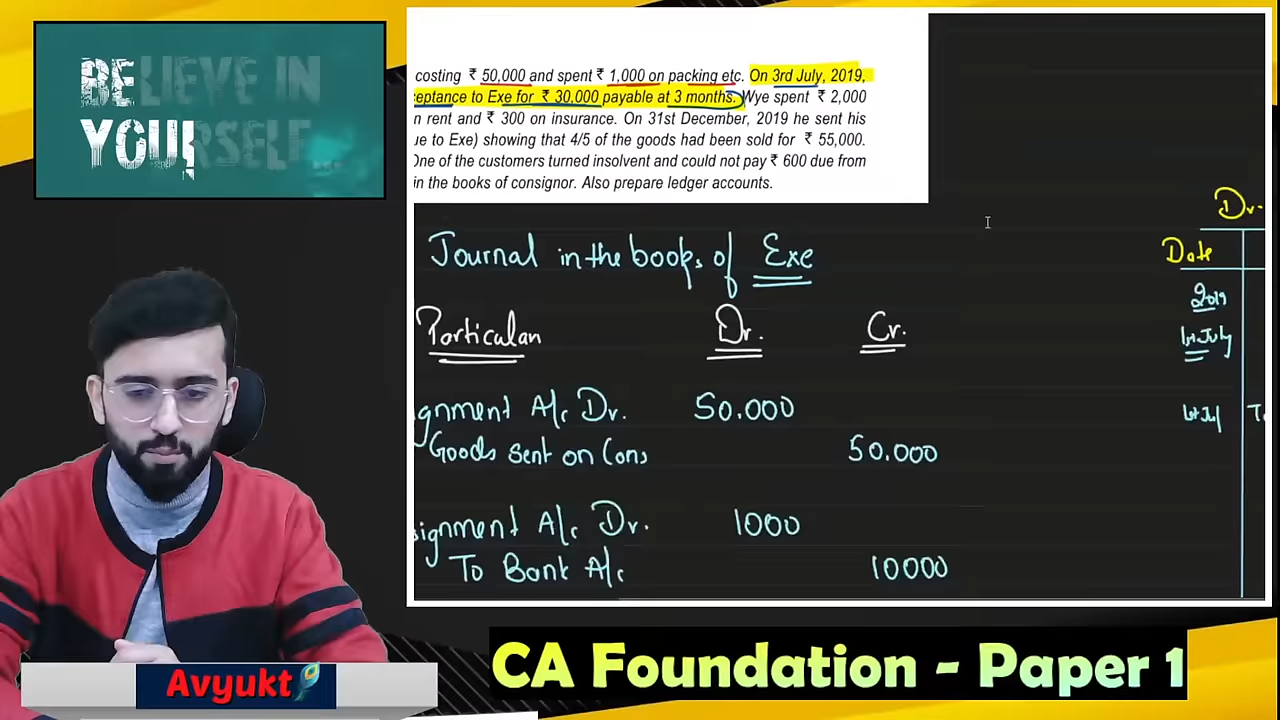 BELIEVE IN
YOURSELF
costing ₹ 50,000 and spent ₹ 1,000 on packing etc. On 3rd July, 2019,
ceptance to Exe for ₹ 30,000 payable at 3 months. Wye spent ₹ 2,000
n rent and ₹ 300 on insurance. On 31st December, 2019 he sent his
ue to Exe) showing that 4/5 of the goods had been sold for ₹ 55,000.
One of the customers turned insolvent and could not pay ₹ 600 due from
in the books of consignor. Also prepare ledger accounts.
Journal in the books of Exe
Particulars Dr. Cr.
ignment A/c Dr. 50.000
Goods Sent on Cons 50.000
signment A/c Dr. 1000
To Bank A/c 10000
Dr.
Date
2019
1st July
1st Jul T
Avyukt
CA Foundation - Paper 1